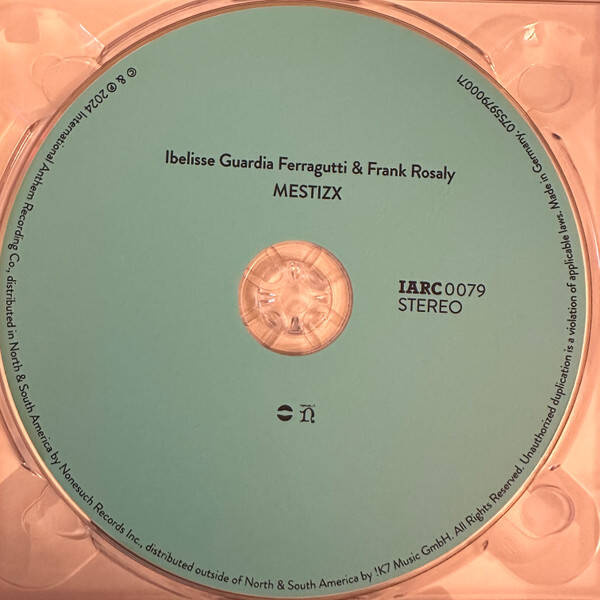 Ibelisse Guardia Ferragutti & Frank Rosaly
MESTIZX
IARC0079
STEREO
© & ℗ 2024 International Anthem Recording Co., distributed in North & South America by Nonesuch Records Inc., distributed outside of North & South America by !K7 Music GmbH. All Rights Reserved. Unauthorized duplication is a violation of applicable laws. Made in Germany. 075597900071